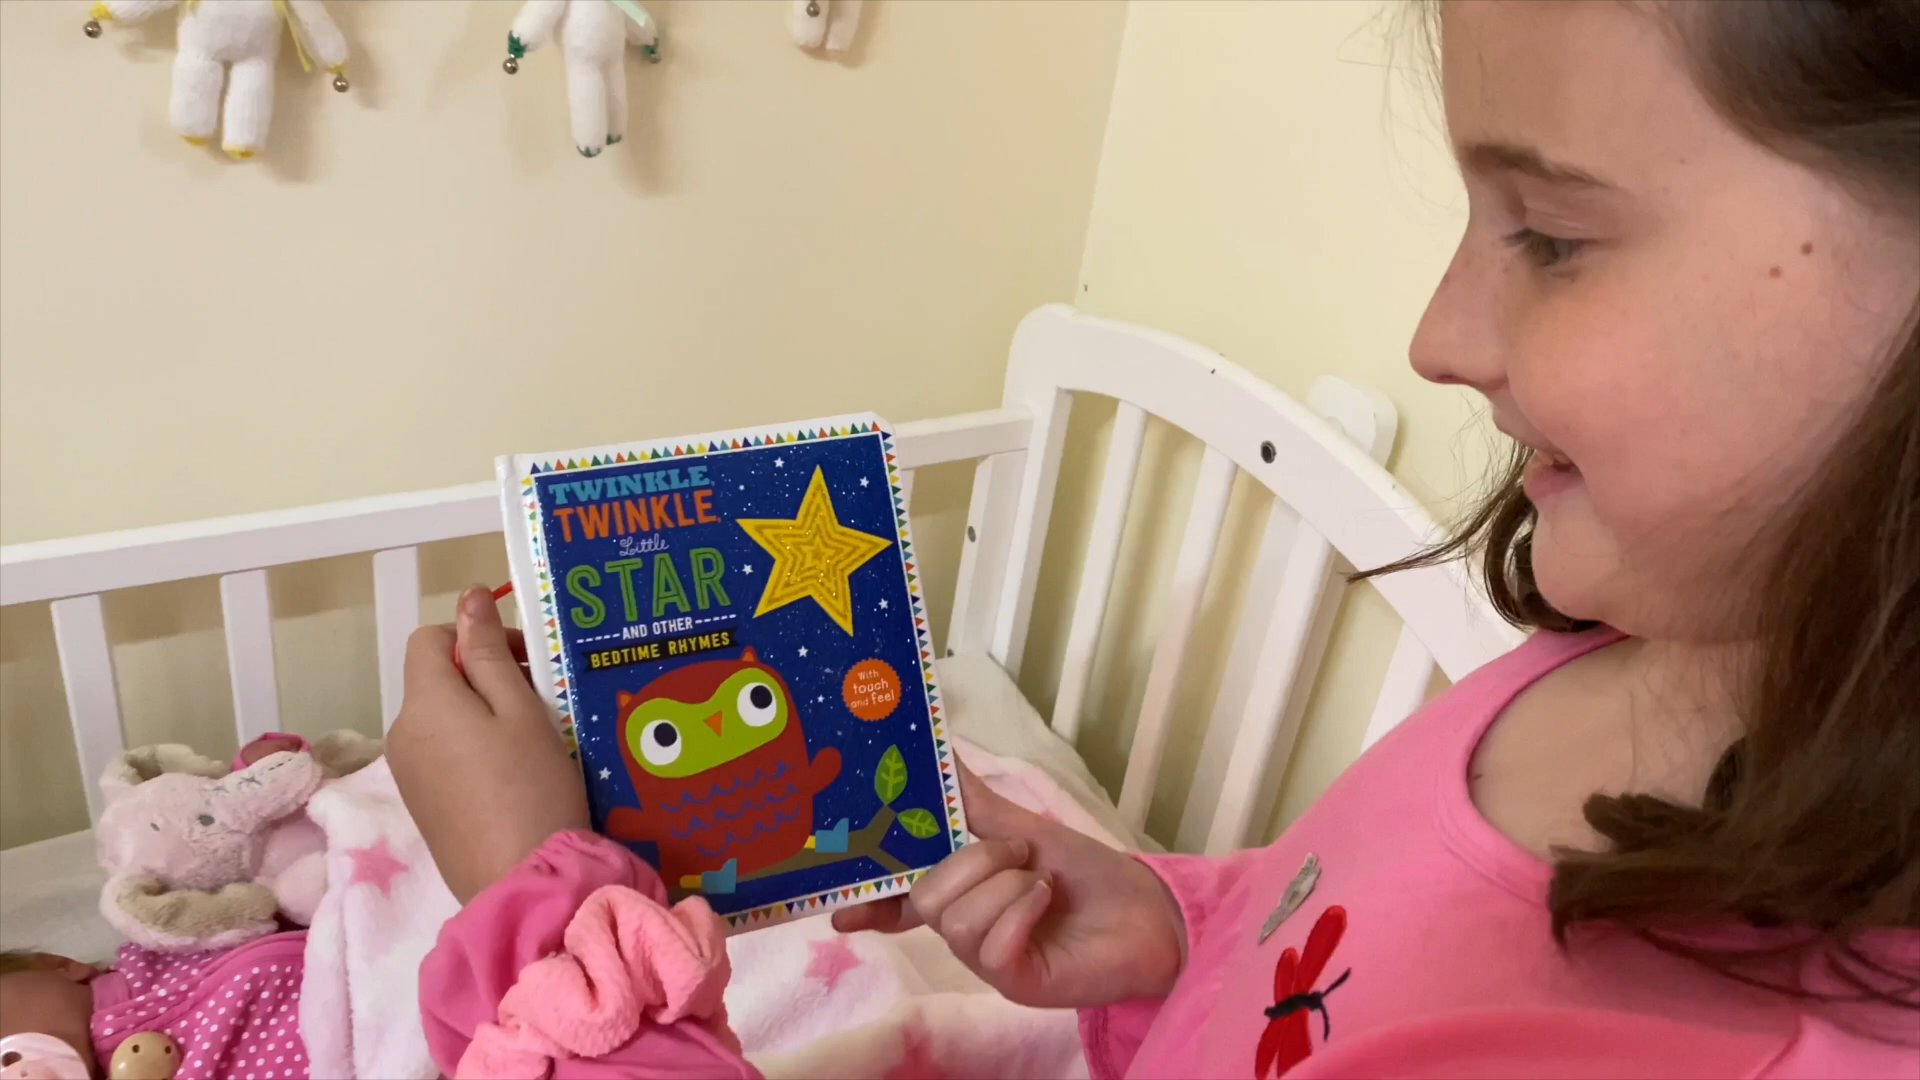 TWINKLE,
TWINKLE,
Little
STAR
AND OTHER
BEDTIME RHYMES
With
touch
and feel